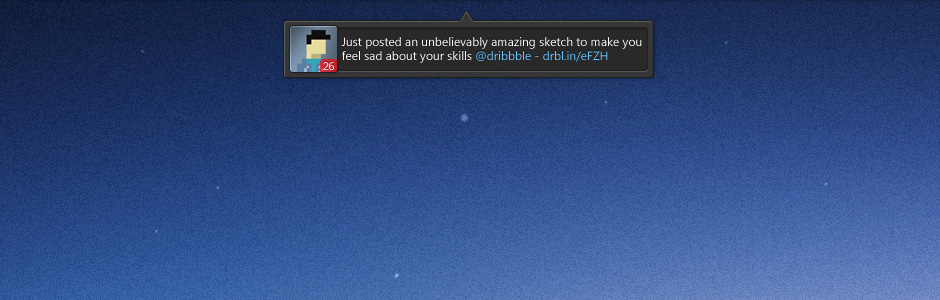 Just posted an unbelievably amazing sketch to make you
feel sad about your skills @dribbble - drbl.in/eFZH
26